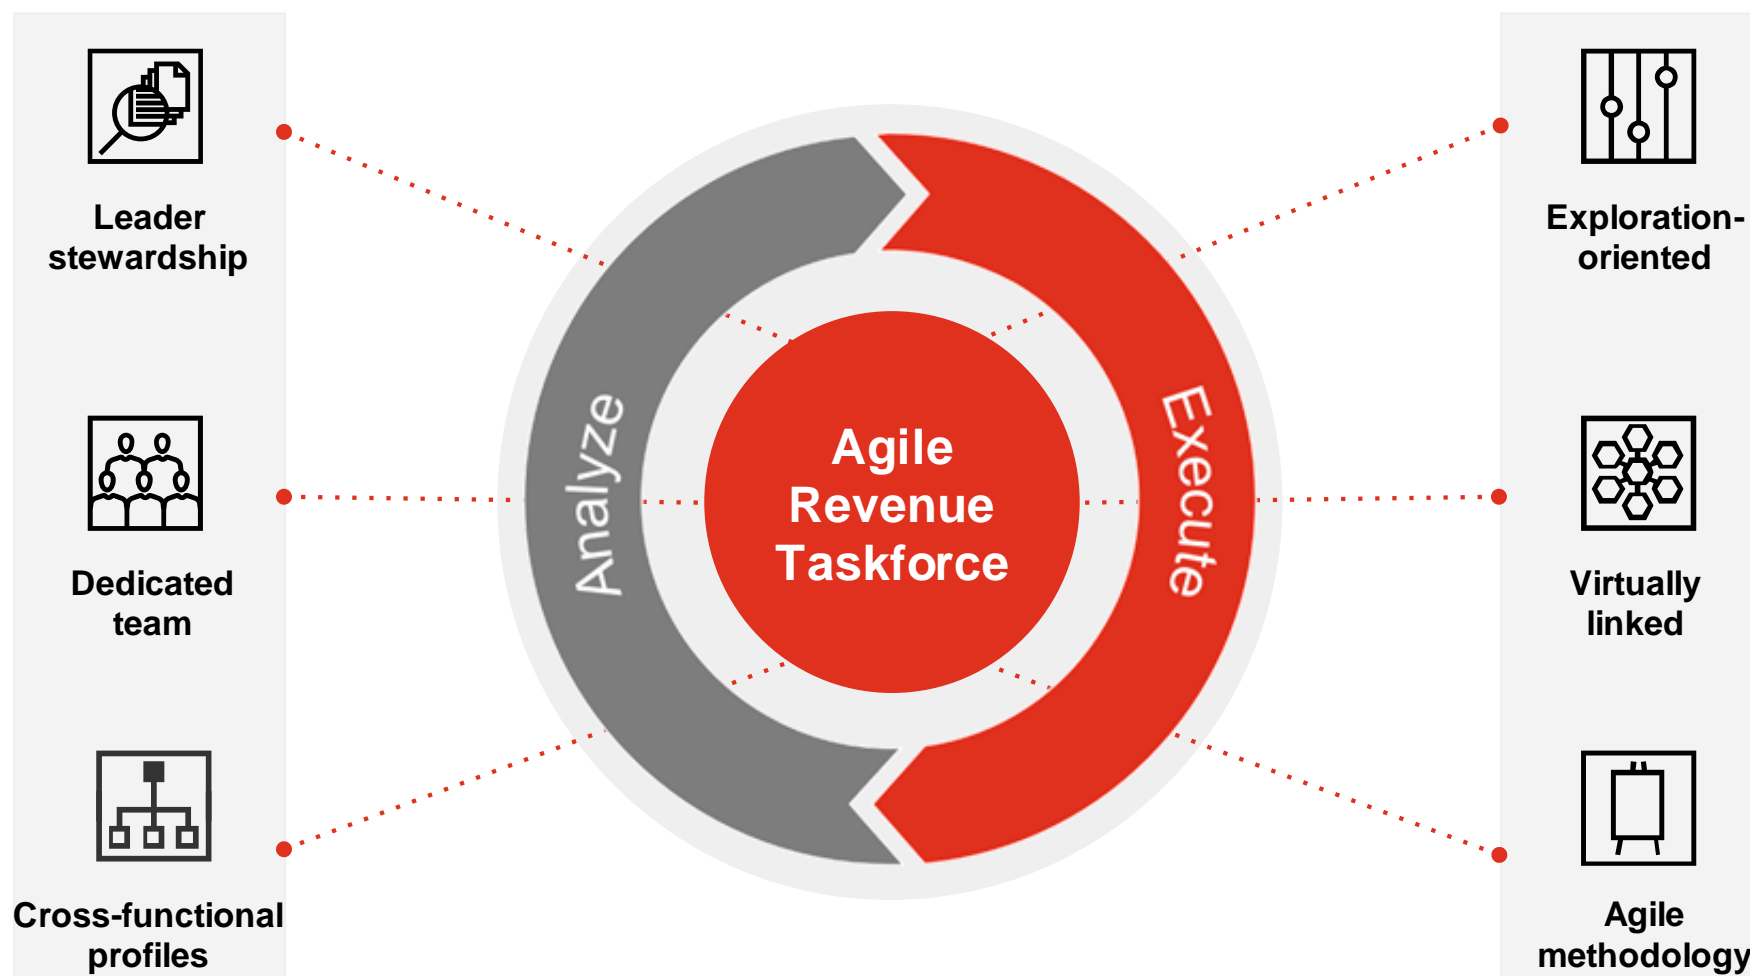 Leader
stewardship
Dedicated
team
Cross-functional
profiles
Analyze
Agile
Revenue
Taskforce
Execute
Exploration-
oriented
Virtually
linked
Agile
methodology